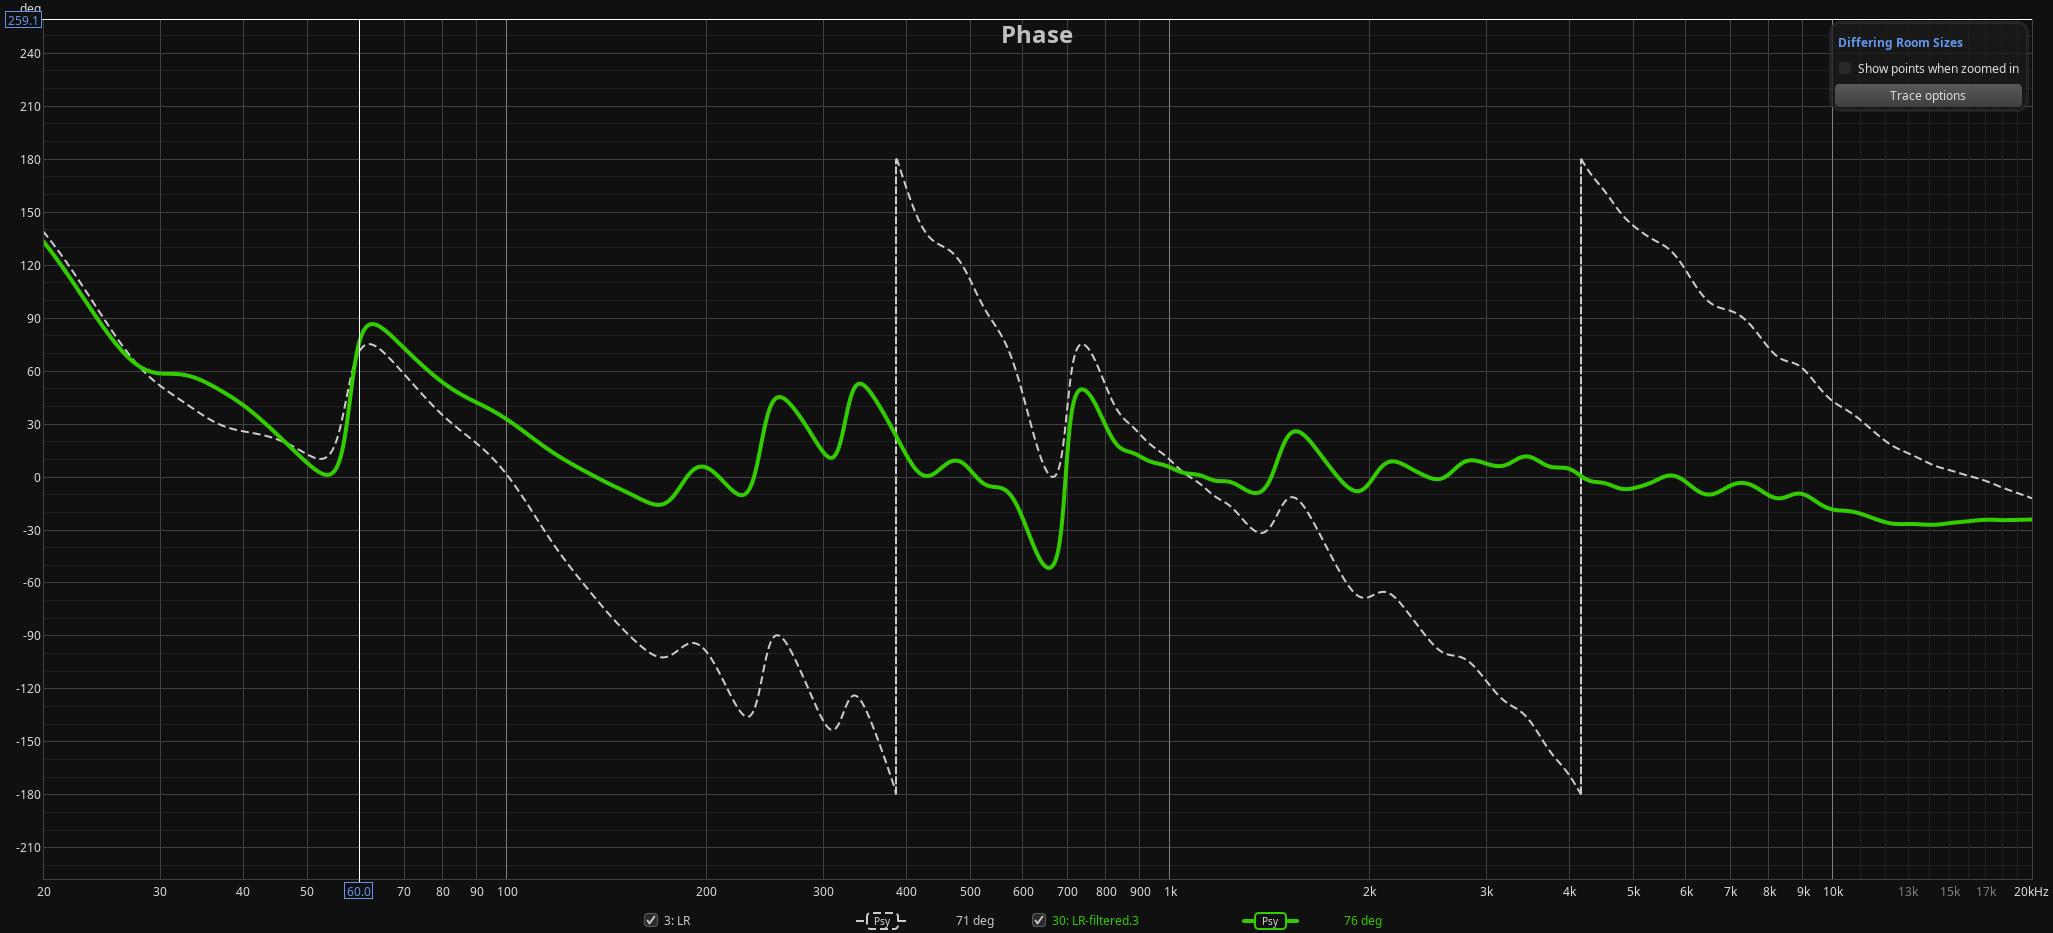 deg
259.1
Phase
Differing Room Sizes
Show points when zoomed in
Trace options
240
210
180
150
120
90
60
30
0
-30
-60
-90
-120
-150
-180
-210
20 30 40 50 60.0 70 80 90 100 200 300 400 500 600 700 800 900 1k 2k 3k 4k 5k 6k 7k 8k 9k 10k 13k 15k 17k 20kHz
3: LR Psy 71 deg 30: LR-filtered.3 Psy 76 deg